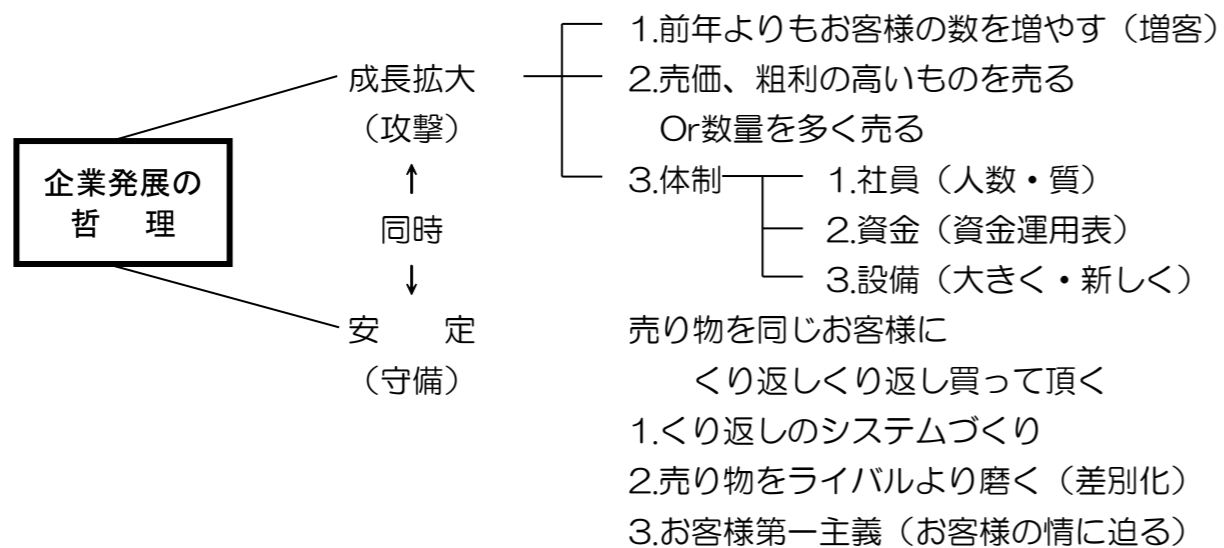 企業発展の
哲　理
成長拡大
（攻撃）
↑
同時
↓
安　定
（守備）
1.前年よりもお客様の数を増やす（増客）
2.売価、粗利の高いものを売る
Or数量を多く売る
3.体制
1.社員（人数・質）
2.資金（資金運用表）
3.設備（大きく・新しく）
売り物を同じお客様に
くり返しくり返し買って頂く
1.くり返しのシステムづくり
2.売り物をライバルより磨く（差別化）
3.お客様第一主義（お客様の情に迫る）